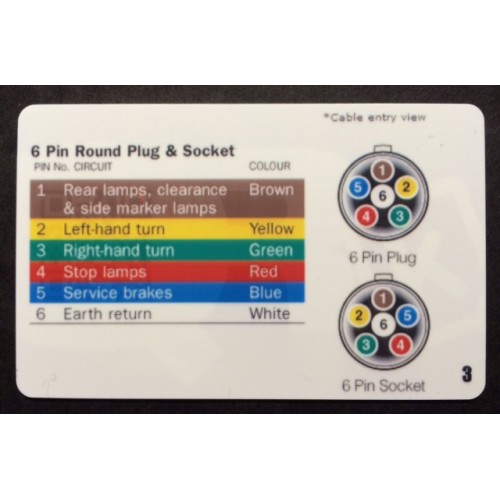 *Cable entry view
6 Pin Round Plug & Socket
PIN No. CIRCUIT COLOUR
1 Rear lamps, clearance & side marker lamps Brown
2 Left-hand turn Yellow
3 Right-hand turn Green
4 Stop lamps Red
5 Service brakes Blue
6 Earth return White
1
5 2
6
4 3
6 Pin Plug
1
2 5
6
3 4
6 Pin Socket
3